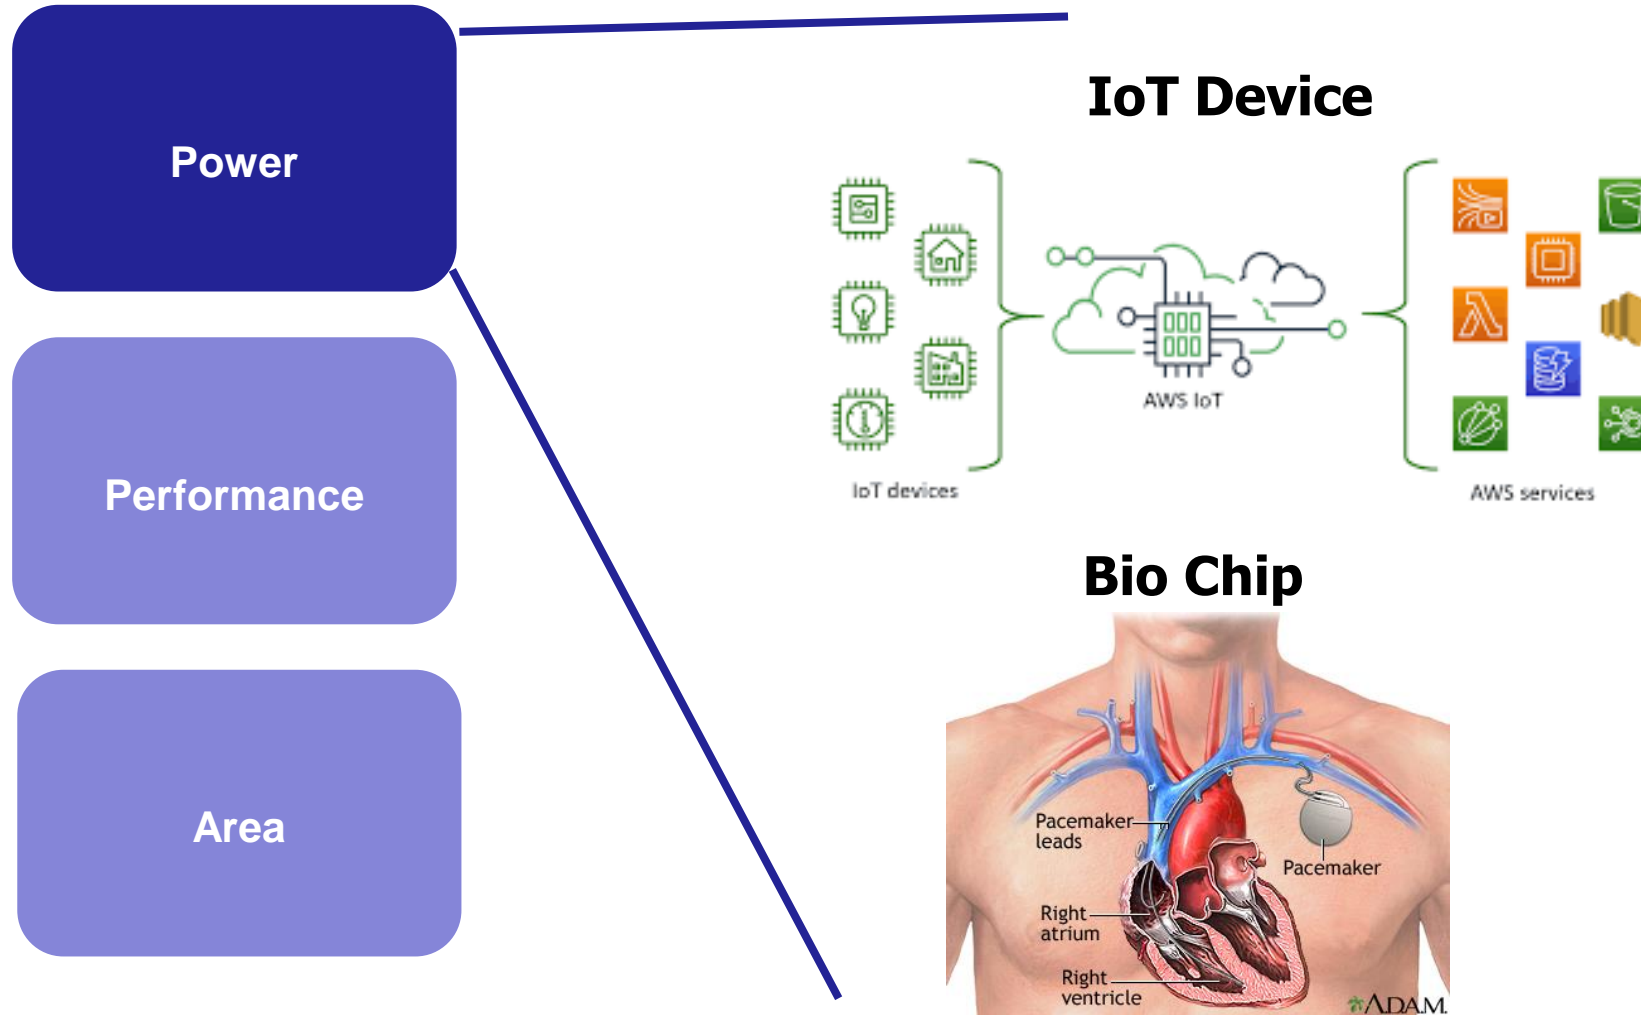 Power
Performance
Area
IoT Device
IoT devices
AWS IoT
AWS services
Bio Chip
Pacemaker
leads
Pacemaker
Right
atrium
Right
ventricle
A.D.A.M.